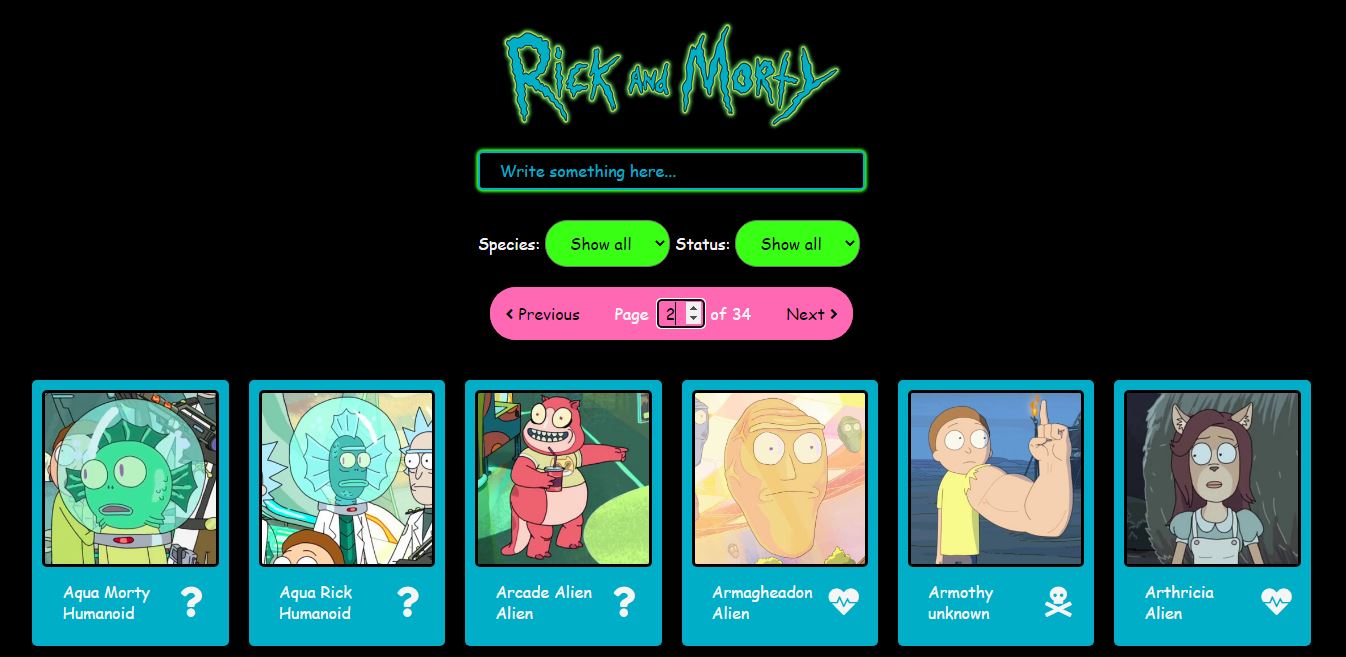 Rick and Morty
Write something here...
Species: Show all Status: Show all
Previous Page 2 of 34 Next
Aqua Morty
Humanoid
Aqua Rick
Humanoid
Arcade Alien
Alien
Armagheadon
Alien
Armothy
unknown
Arthricia
Alien